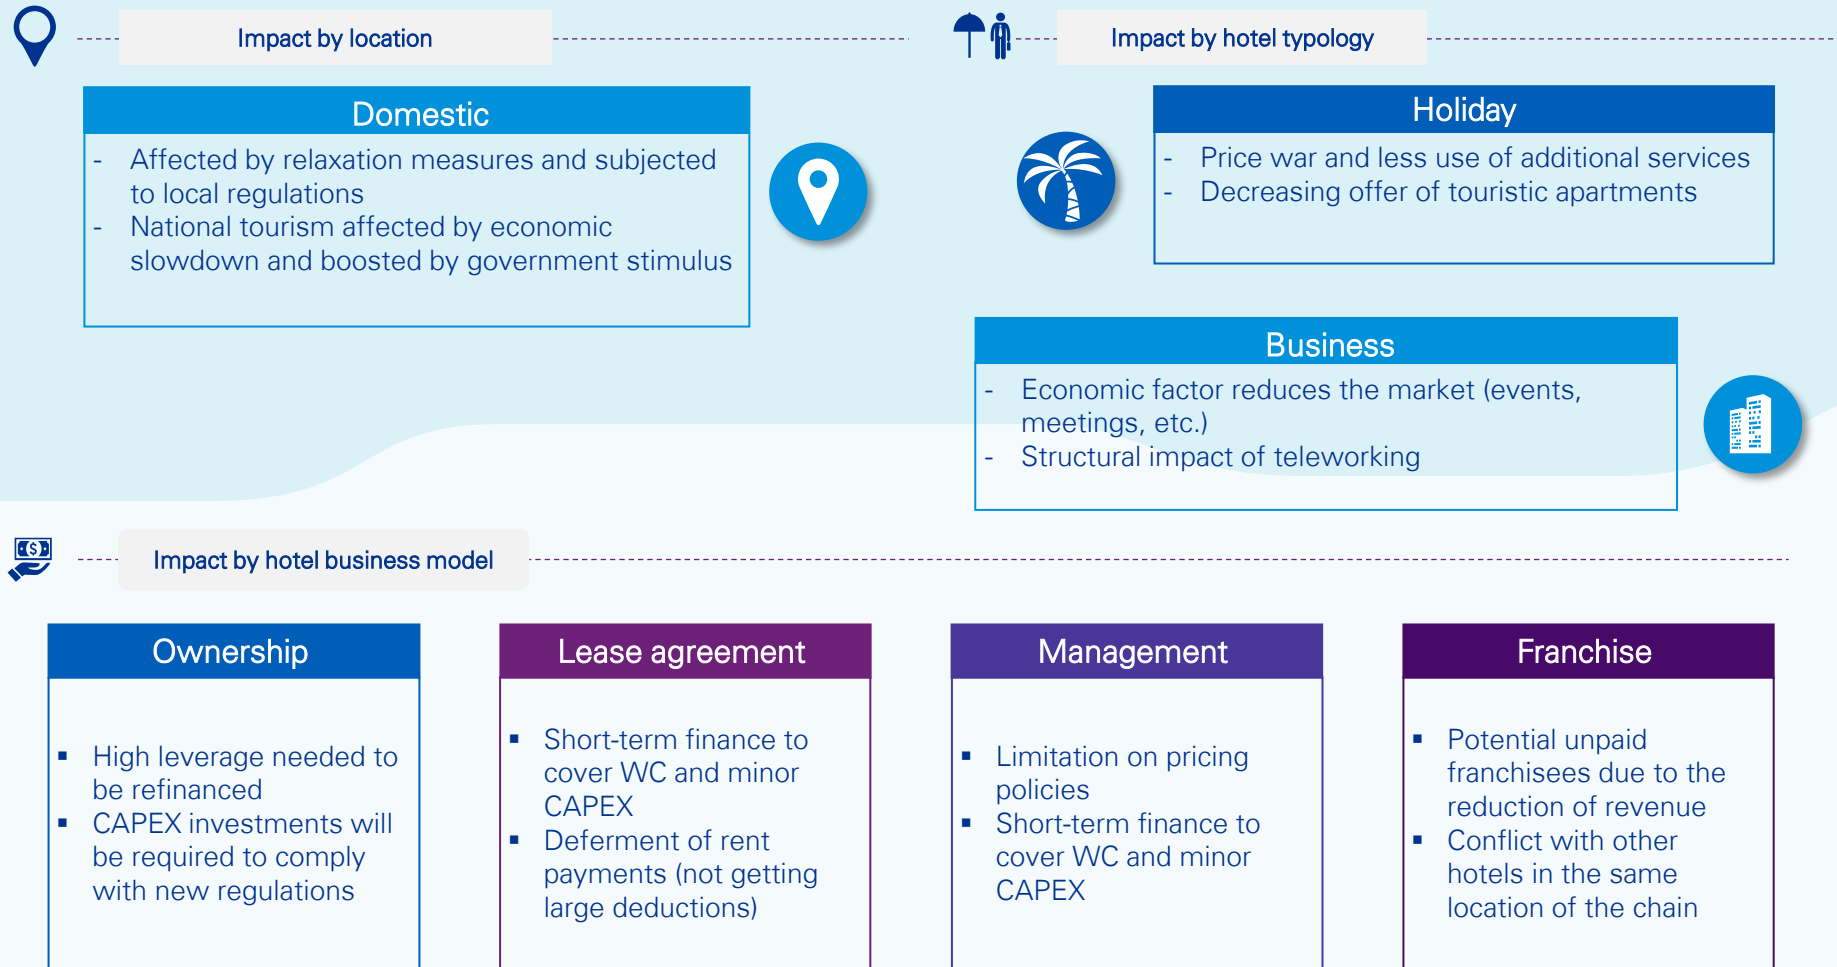 Impact by location
Domestic
- Affected by relaxation measures and subjected
to local regulations
- National tourism affected by economic
slowdown and boosted by government stimulus
Impact by hotel typology
Holiday
- Price war and less use of additional services
- Decreasing offer of touristic apartments
Business
- Economic factor reduces the market (events,
meetings, etc.)
- Structural impact of teleworking
Impact by hotel business model
Ownership
▪ High leverage needed to
be refinanced
▪ CAPEX investments will
be required to comply
with new regulations
Lease agreement
▪ Short-term finance to
cover WC and minor
CAPEX
▪ Deferment of rent
payments (not getting
large deductions)
Management
▪ Limitation on pricing
policies
▪ Short-term finance to
cover WC and minor
CAPEX
Franchise
▪ Potential unpaid
franchisees due to the
reduction of revenue
▪ Conflict with other
hotels in the same
location of the chain